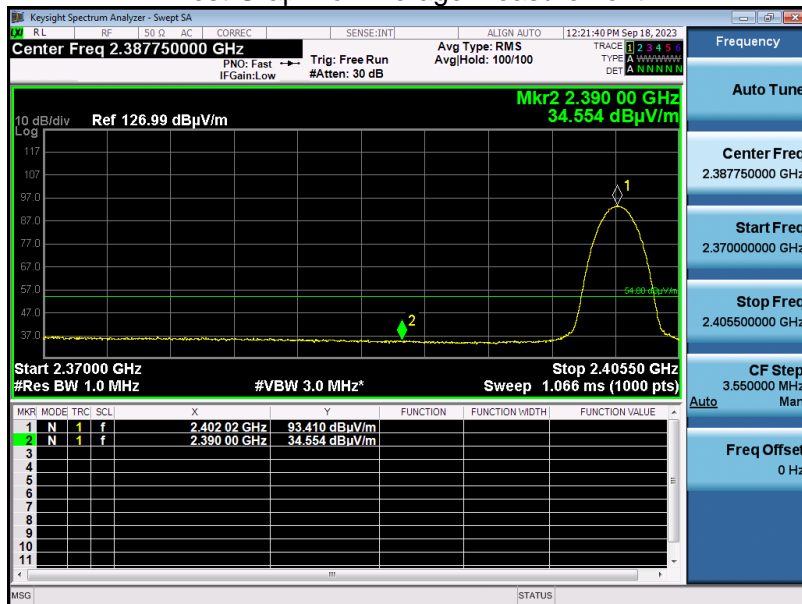 Keysight Spectrum Analyzer - Swept SA
RL RF 50 Ω AC CORREC SENSE:INT ALIGN AUTO 12:21:40 PM Sep 18, 2023
Center Freq 2.387750000 GHz
PNO: Fast
IFGain:Low
Trig: Free Run
#Atten: 30 dB
Avg Type: RMS
Avg|Hold: 100/100
TRACE 1 2 3 4 5 6
TYPE A WWWWW
DET A N N N N N
Mkr2 2.390 00 GHz
34.554 dBµV/m
10 dB/div Ref 126.99 dBµV/m
Log
117
107
97.0
87.0
77.0
67.0
57.0
47.0
37.0
1
2
54.00 dBµV/m
Start 2.37000 GHz Stop 2.40550 GHz
#Res BW 1.0 MHz #VBW 3.0 MHz* Sweep 1.066 ms (1000 pts)
MKR MODE TRC SCL X Y FUNCTION FUNCTION WIDTH FUNCTION VALUE
1 N 1 f 2.402 02 GHz 93.410 dBµV/m
2 N 1 f 2.390 00 GHz 34.554 dBµV/m
3
4
5
6
7
8
9
10
11
MSG STATUS
Frequency
Auto Tune
Center Freq
2.387750000 GHz
Start Freq
2.370000000 GHz
Stop Freq
2.405500000 GHz
CF Step
3.550000 MHz
Auto Man
Freq Offset
0 Hz